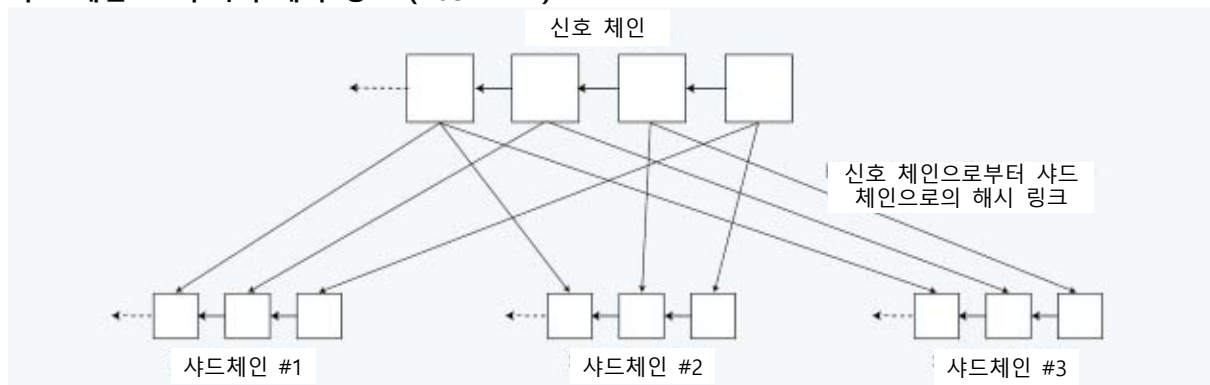 신호 체인
신호 체인으로부터 샤드
체인으로의 해시 링크
샤드체인 #1
샤드체인 #2
샤드체인 #3